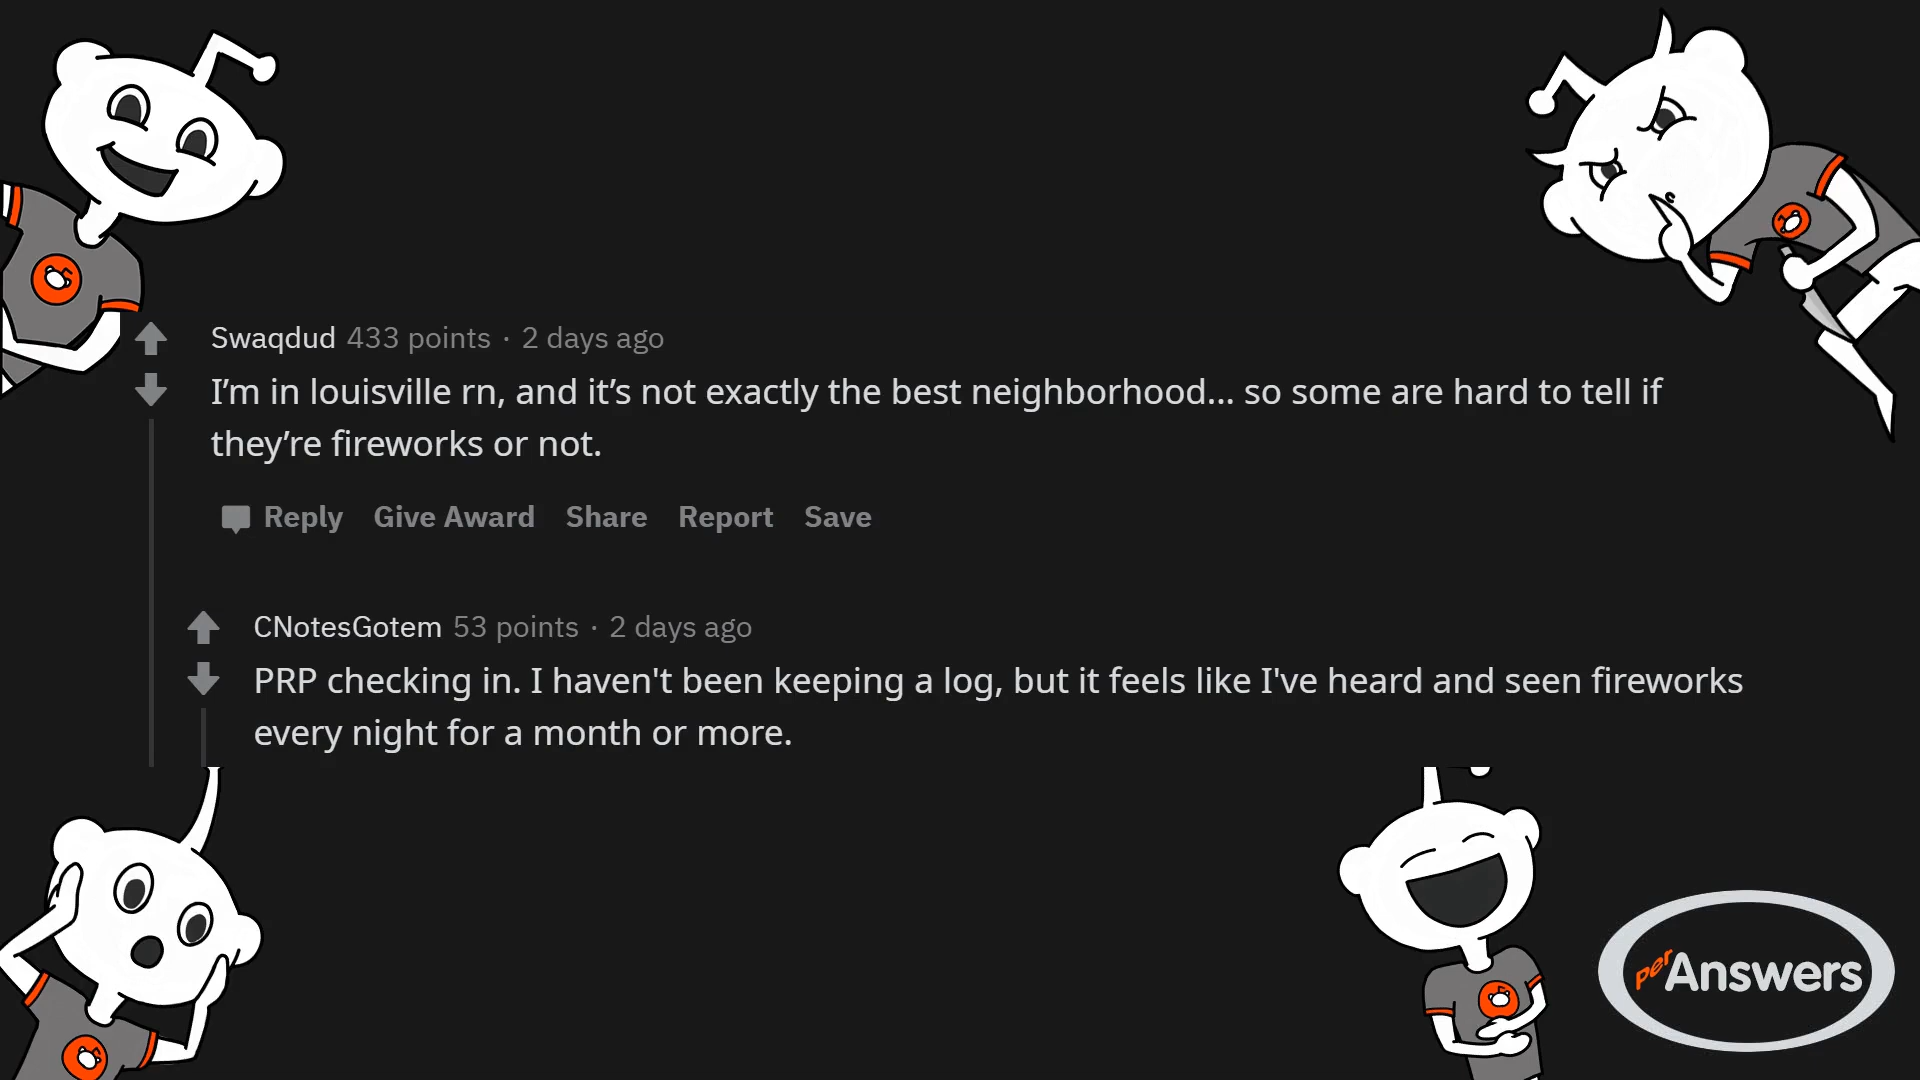 Swaqdud 433 points · 2 days ago
I’m in louisville rn, and it’s not exactly the best neighborhood... so some are hard to tell if
they’re fireworks or not.
Reply Give Award Share Report Save
CNotesGotem 53 points · 2 days ago
PRP checking in. I haven't been keeping a log, but it feels like I've heard and seen fireworks
every night for a month or more.
perAnswers